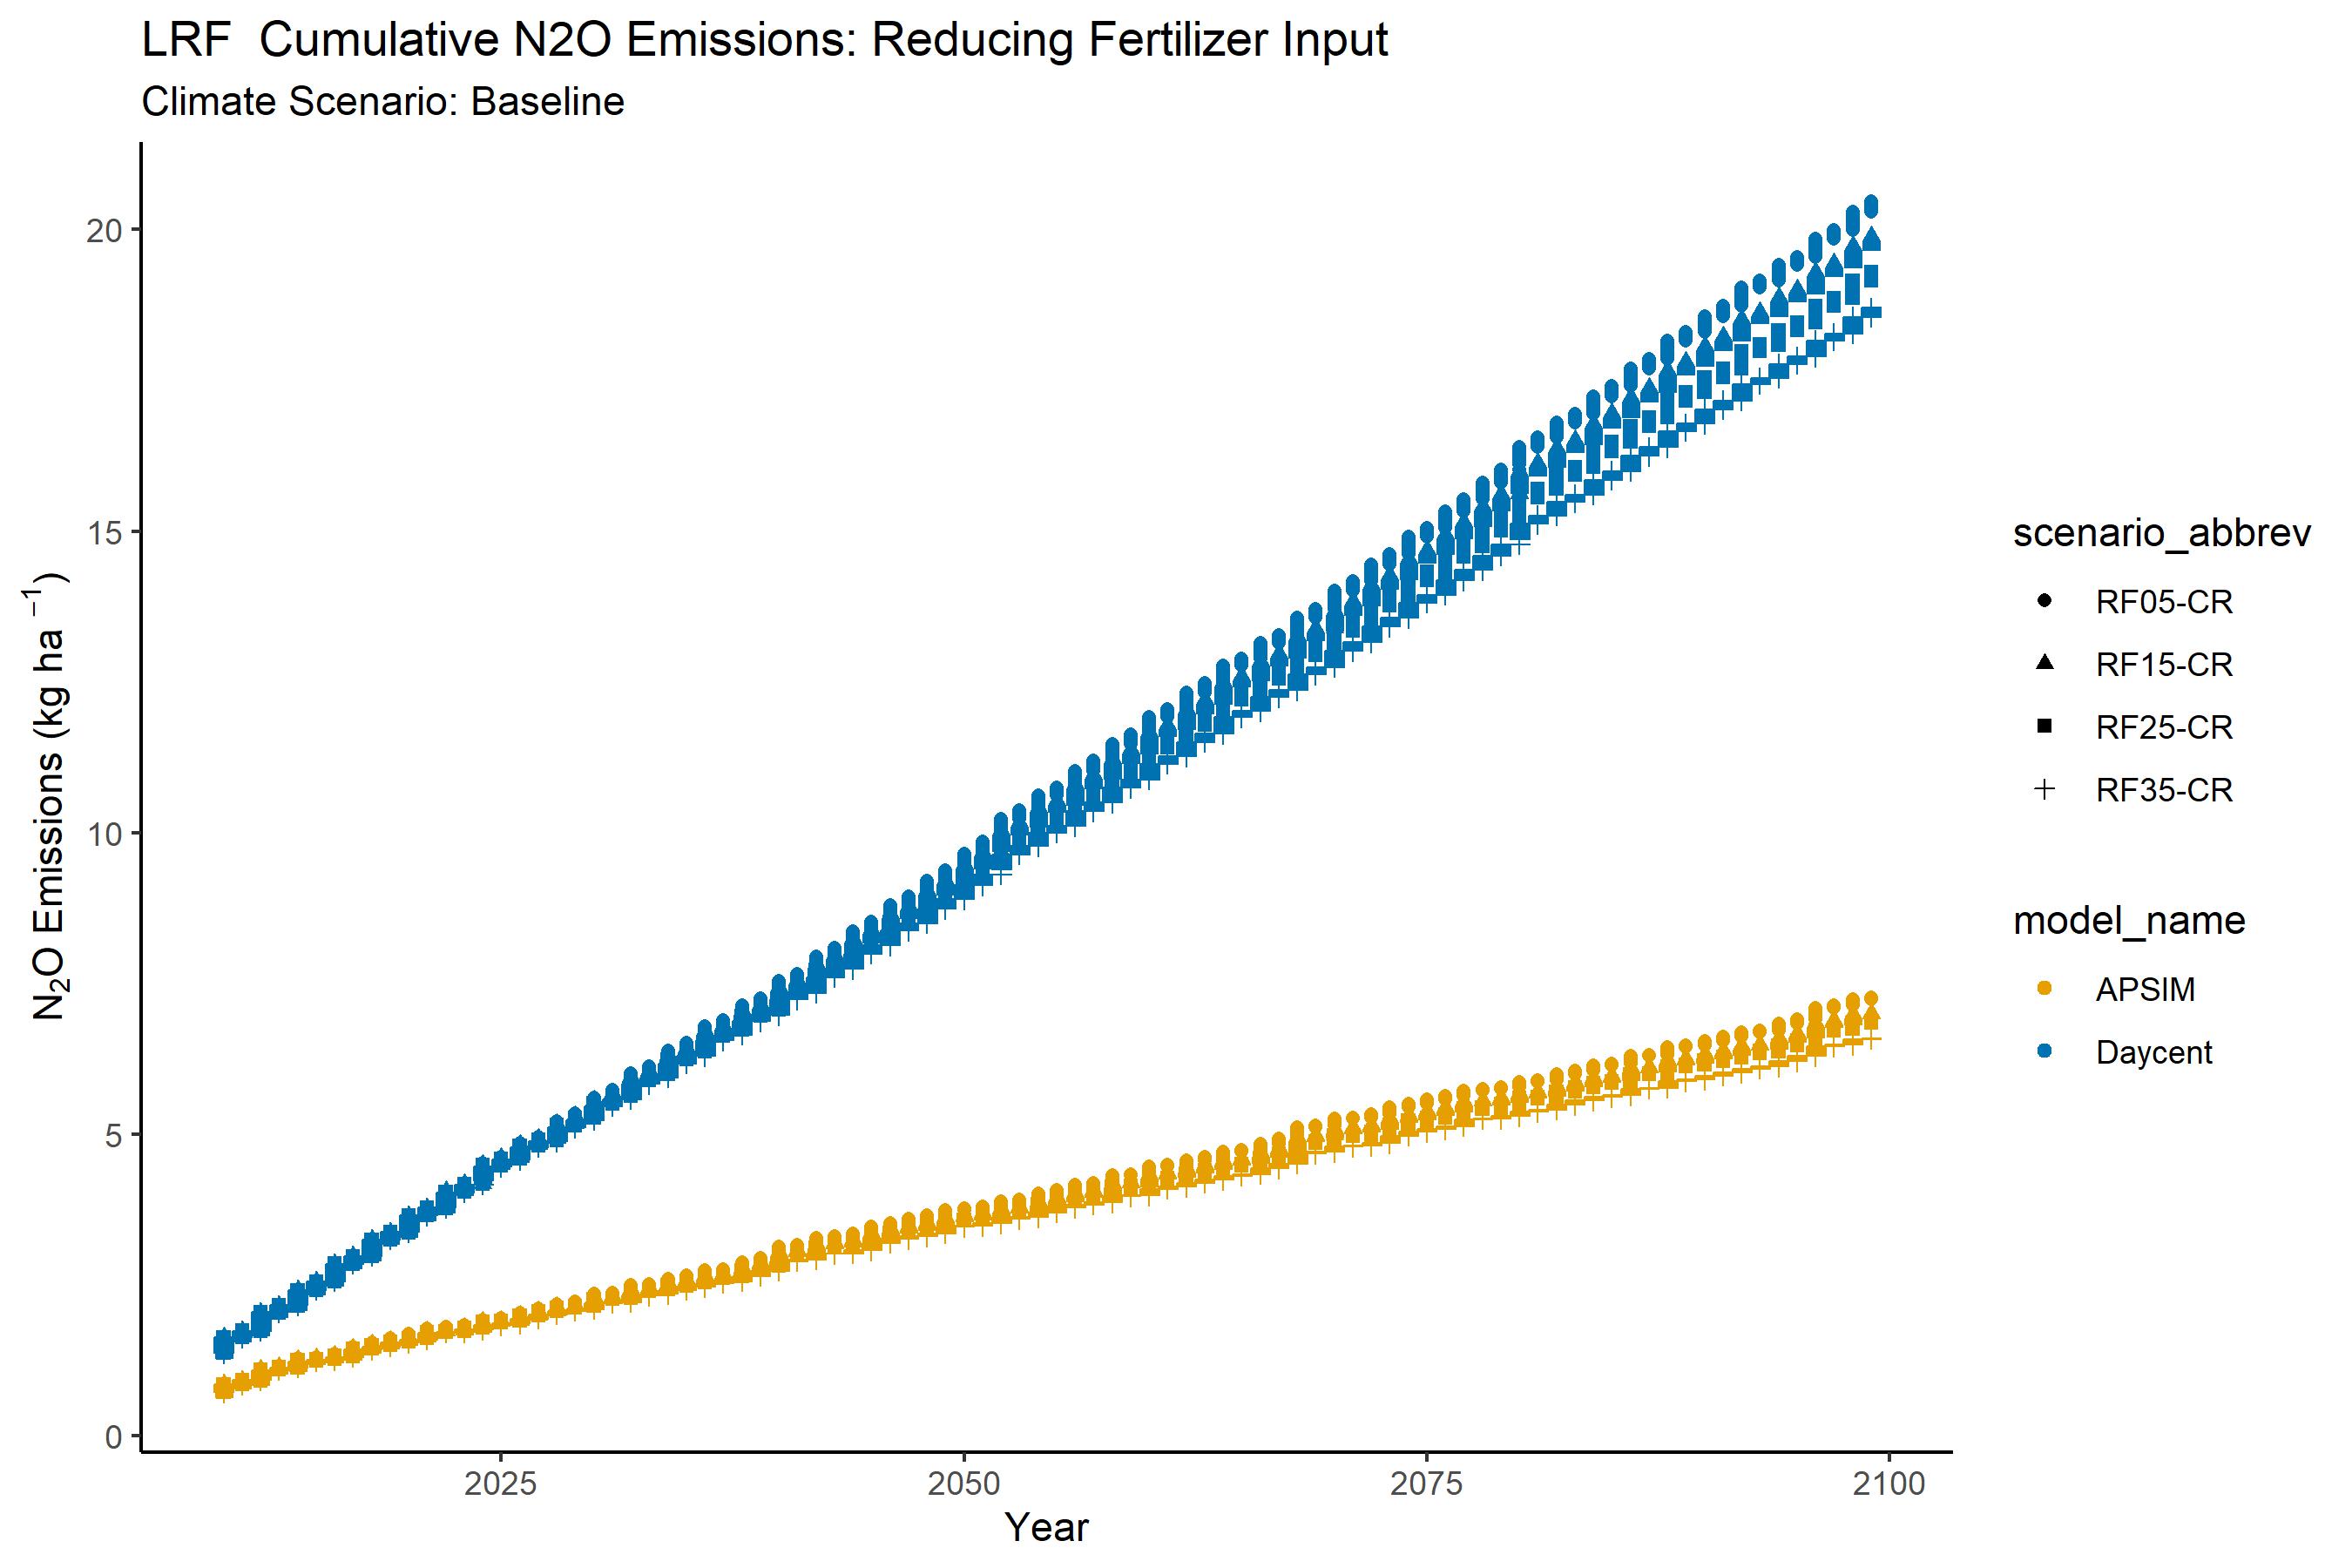 LRF  Cumulative N2O Emissions: Reducing Fertilizer Input
Climate Scenario: Baseline
N₂O Emissions (kg ha ⁻¹)
20
15
10
5
0
2025
2050
2075
2100
Year
scenario_abbrev
RF05-CR
RF15-CR
RF25-CR
RF35-CR
model_name
APSIM
Daycent